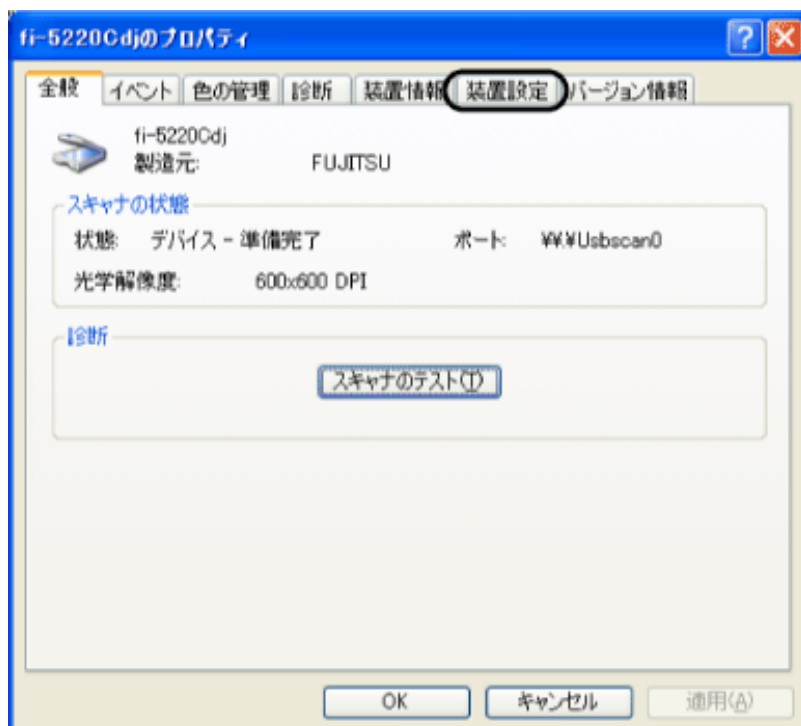 fi-5220Cdjのプロパティ
全般 イベント 色の管理 診断 装置情報 装置設定 バージョン情報
fi-5220Cdj
製造元: FUJITSU
スキャナの状態
状態: デバイス - 準備完了 ポート: ¥¥.¥Usbscan0
光学解像度: 600x600 DPI
診断
スキャナのテスト(T)
OK キャンセル 適用(A)